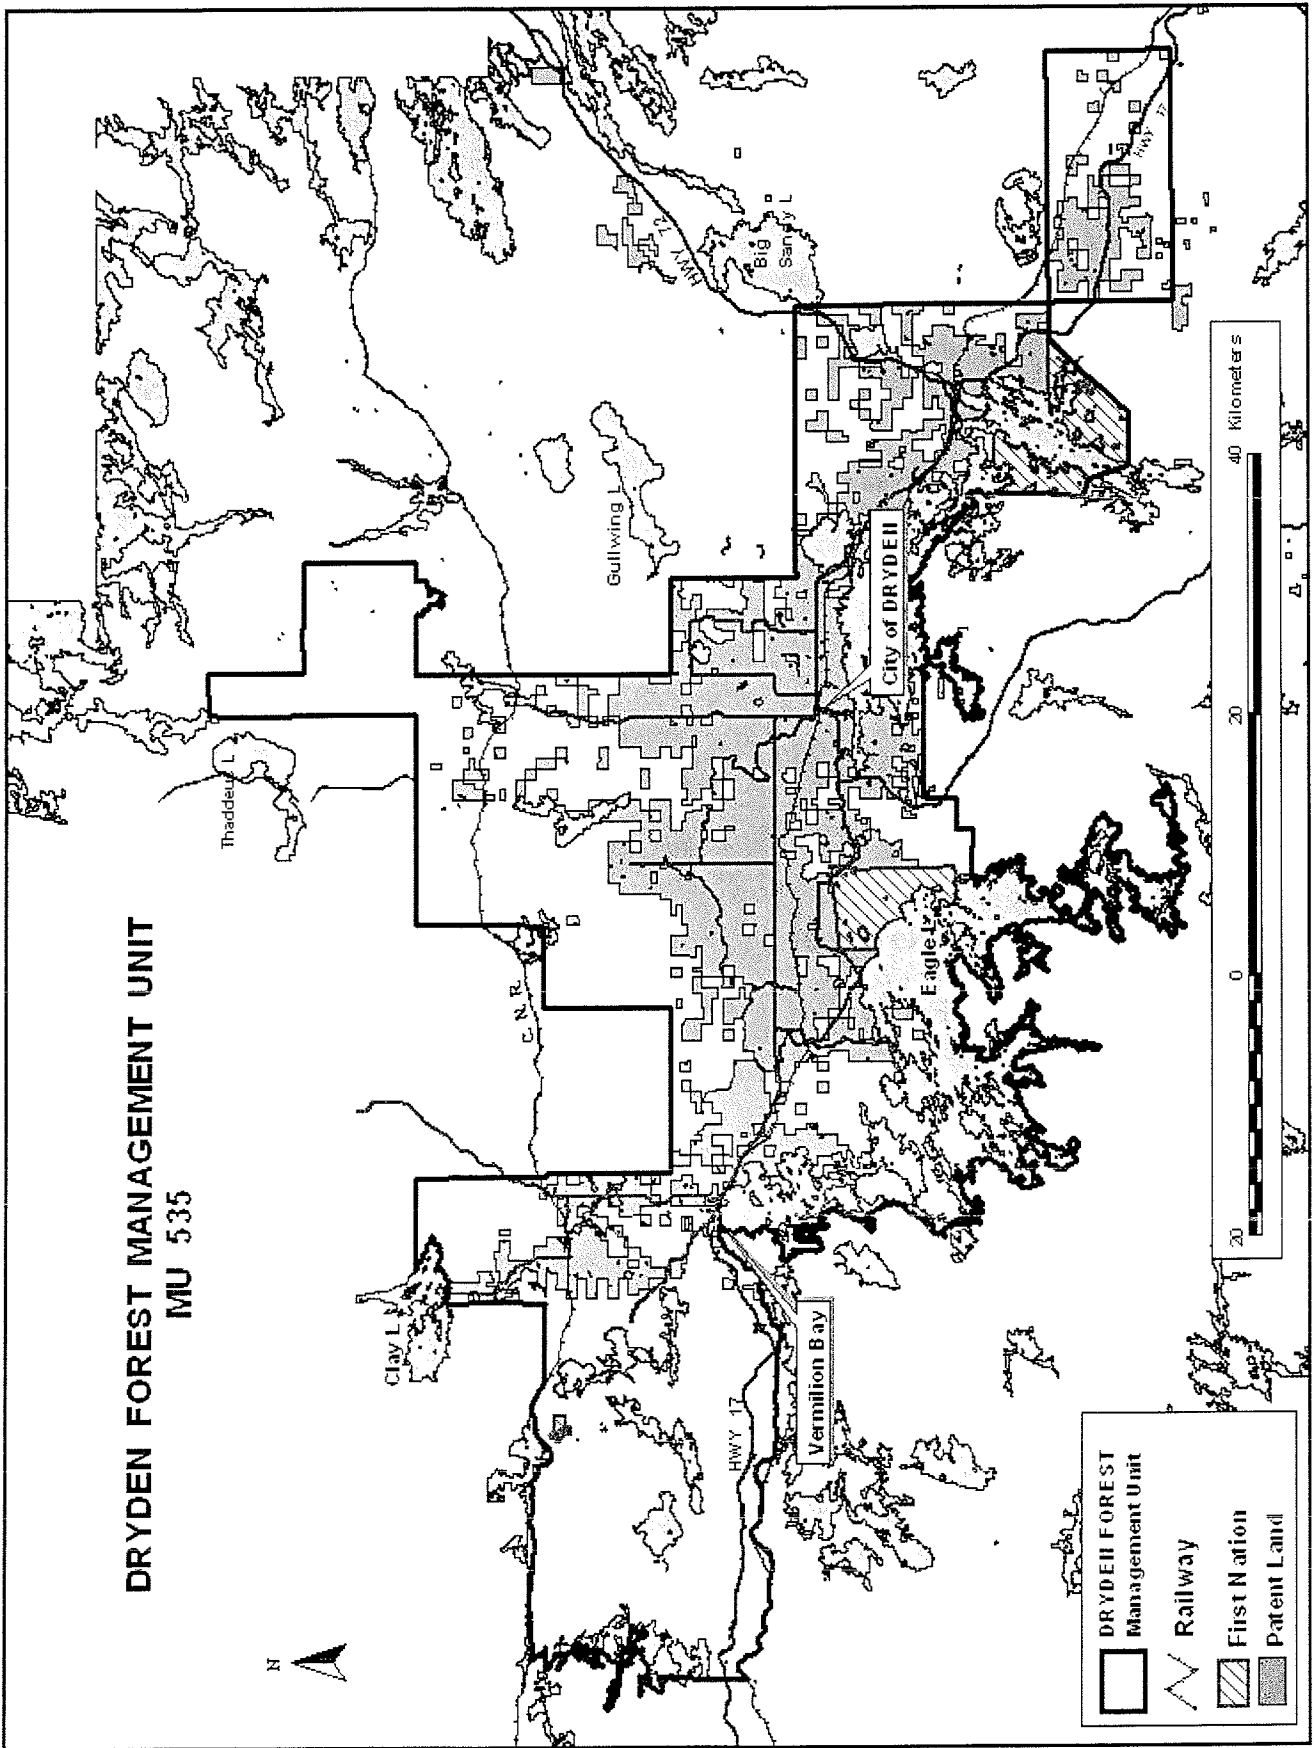 DRYDEN FOREST MANAGEMENT UNIT
MU 535
N
Thaddeus L
Clay L
C. N. R.
Gullwing L
HWY 72
Big
Sandy L
HWY 17
HWY 17
Vermilion Bay
City of DRYDEN
Eagle L
20 0 20 40 Kilometers
DRYDEN FOREST
Management Unit
Railway
First Nation
Patent Land